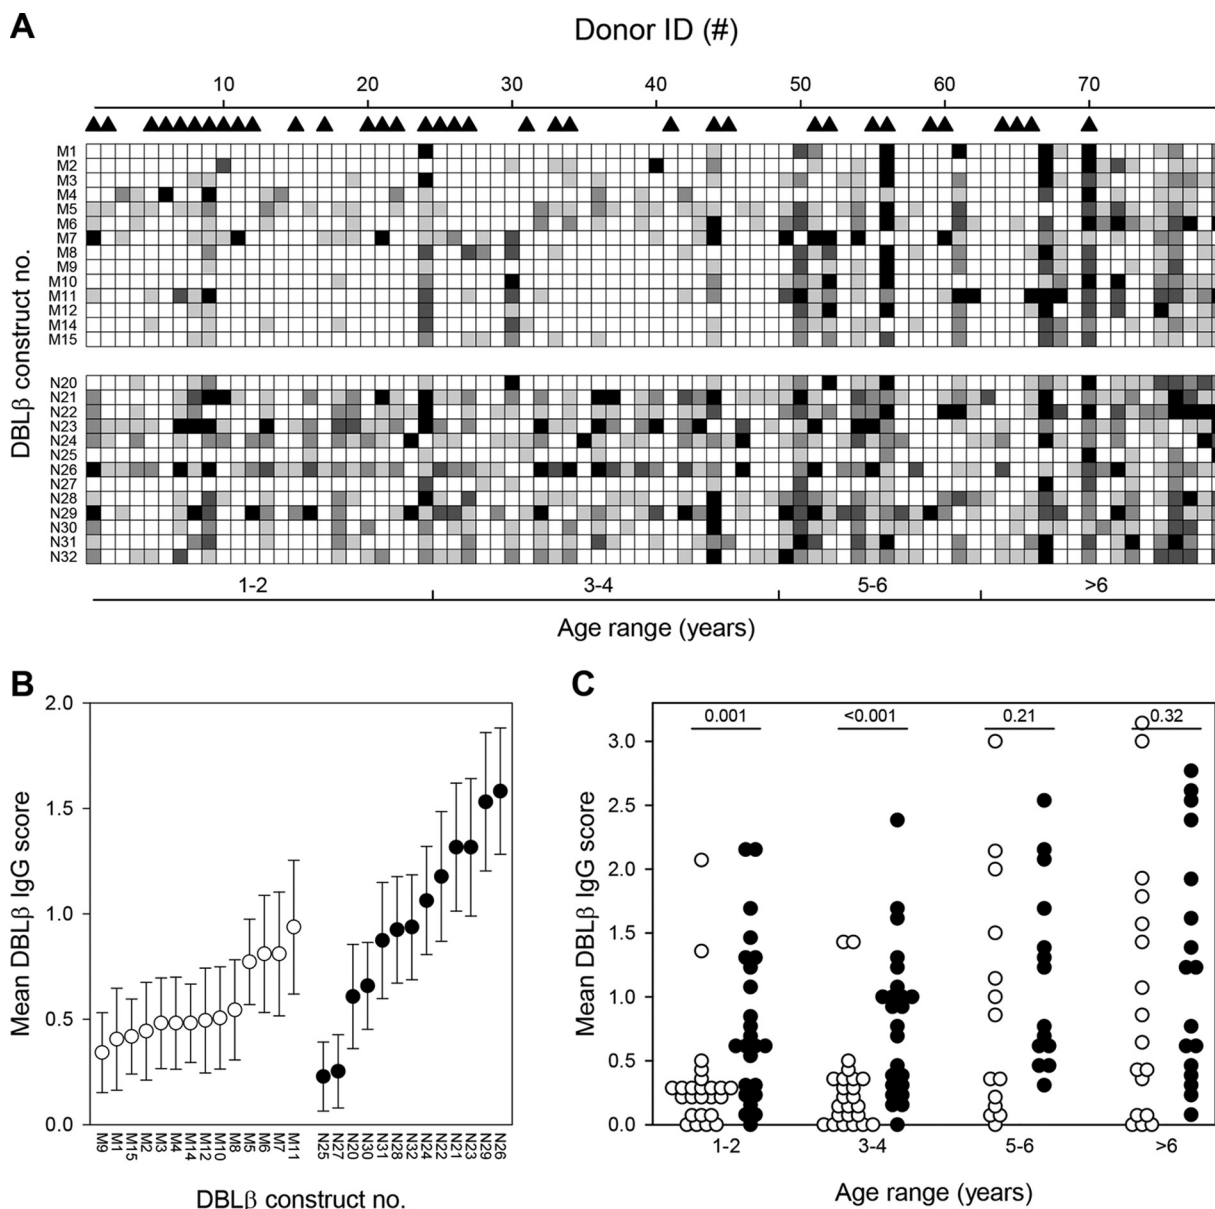 A
Donor ID (#)
10 20 30 40 50 60 70
DBLβ construct no.
M1
M2
M3
M4
M5
M6
M7
M8
M9
M10
M11
M12
M14
M15
N20
N21
N22
N23
N24
N25
N26
N27
N28
N29
N30
N31
N32
1-2 3-4 5-6 >6
Age range (years)
B
Mean DBLβ IgG score
2.0
1.5
1.0
0.5
0.0
M9 M1 M15 M2 M3 M4 M14 M12 M10 M8 M5 M6 M7 M11 N25 N27 N20 N30 N31 N28 N32 N24 N22 N21 N23 N29 N26
DBLβ construct no.
C
Mean DBLβ IgG score
0.001 <0.001 0.21 0.32
3.0
2.5
2.0
1.5
1.0
0.5
0.0
1-2 3-4 5-6 >6
Age range (years)